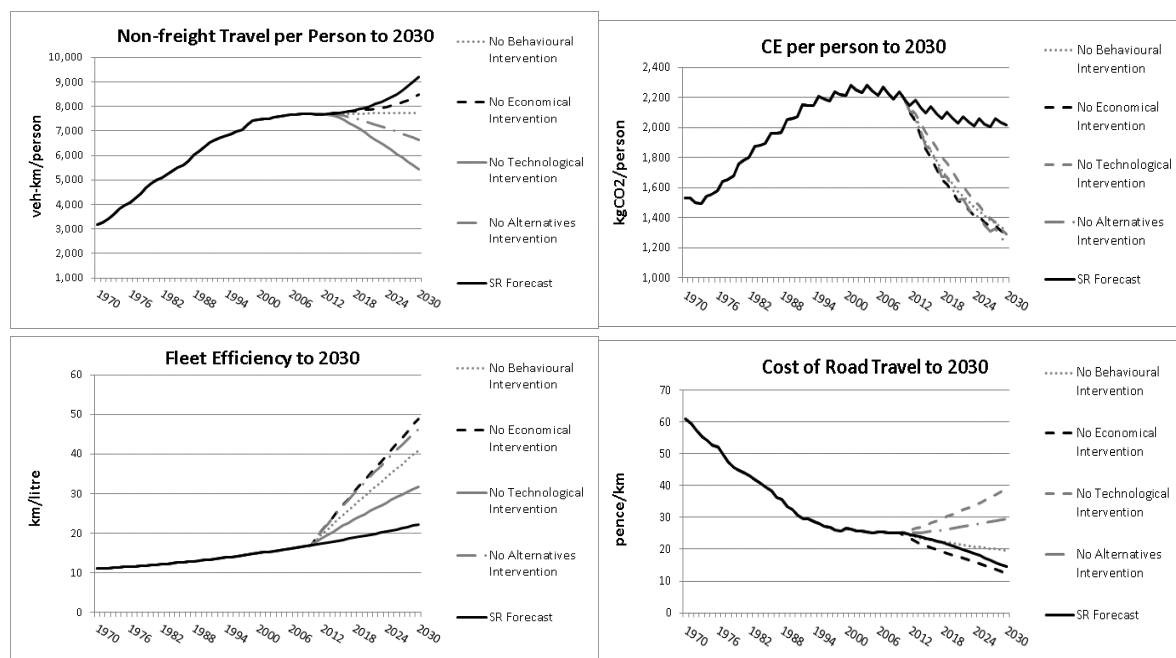 Non-freight Travel per Person to 2030
veh-km/person
10,000
9,000
8,000
7,000
6,000
5,000
4,000
3,000
2,000
1,000
1970
1976
1982
1988
1994
2000
2006
2012
2018
2024
2030
No Behavioural
Intervention
No Economical
Intervention
No Technological
Intervention
No Alternatives
Intervention
SR Forecast
CE per person to 2030
kgCO2/person
2,400
2,200
2,000
1,800
1,600
1,400
1,200
1,000
1970
1976
1982
1988
1994
2000
2006
2012
2018
2024
2030
No Behavioural
Intervention
No Economical
Intervention
No Technological
Intervention
No Alternatives
Intervention
SR Forecast
Fleet Efficiency to 2030
km/litre
60
50
40
30
20
10
0
1970
1976
1982
1988
1994
2000
2006
2012
2018
2024
2030
No Behavioural
Intervention
No Economical
Intervention
No Technological
Intervention
No Alternatives
Intervention
SR Forecast
Cost of Road Travel to 2030
pence/km
70
60
50
40
30
20
10
0
1970
1976
1982
1988
1994
2000
2006
2012
2018
2024
2030
No Behavioural
Intervention
No Economical
Intervention
No Technological
Intervention
No Alternatives
Intervention
SR Forecast